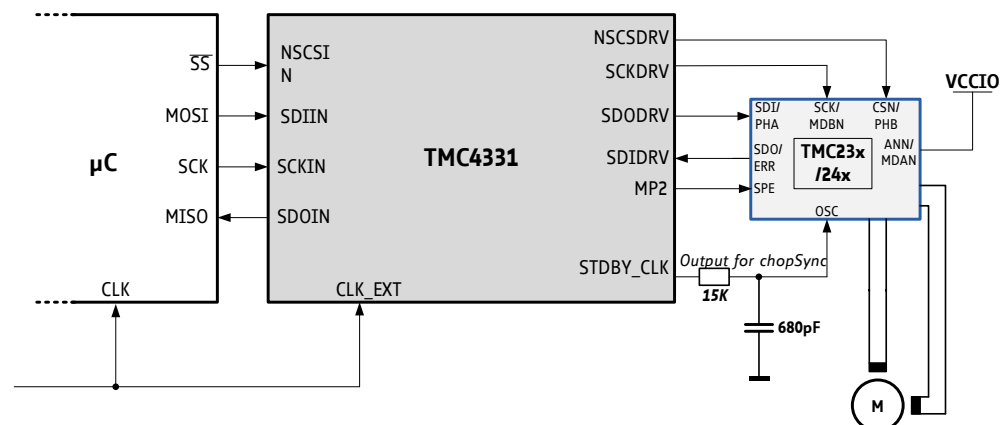 NSCSDRV
SS
NSCSI
N
SCKDRV
VCCIO
MOSI
SDIIN
SDODRV
SDI/
PHA
SCK/
MDBN
CSN/
PHB
µC
TMC4331
SCK
SCKIN
SDIDRV
SDO/
ERR
TMC23x
/24x
ANN/
MDAN
MP2
SPE
MISO
SDOIN
OSC
STDBY_CLK
Output for chopSync
15K
CLK
CLK_EXT
680pF
M